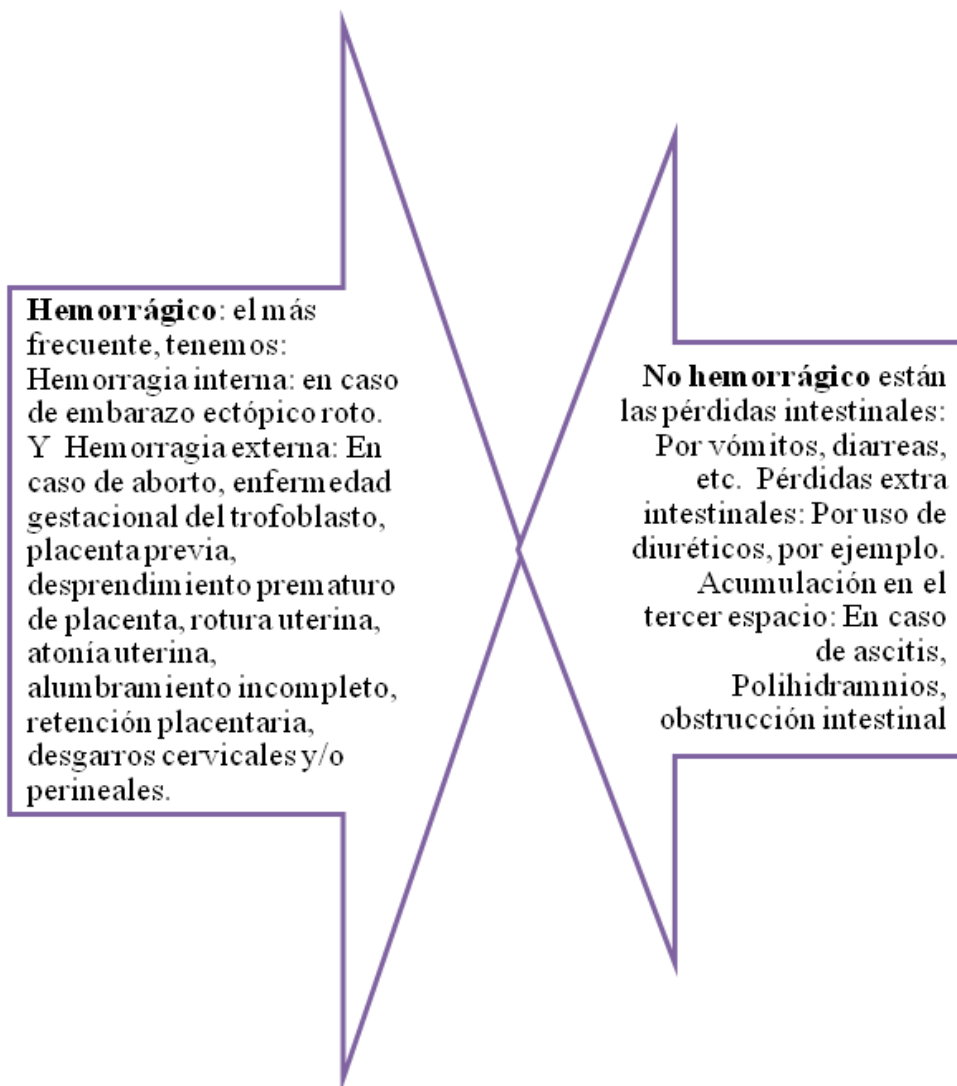 Hemorrágico: el más
frecuente, tenemos:
Hemorragia interna: en caso
de embarazo ectópico roto.
Y Hemorragia externa: En
caso de aborto, enfermedad
gestacional del trofoblasto,
placenta previa,
desprendimiento prematuro
de placenta, rotura uterina,
atonía uterina,
alumbramiento incompleto,
retención placentaria,
desgarros cervicales y/o
perineales.
No hemorrágico están
las pérdidas intestinales:
Por vómitos, diarreas,
etc. Pérdidas extra
intestinales: Por uso de
diuréticos, por ejemplo.
Acumulación en el
tercer espacio: En caso
de ascitis,
Polihidramnios,
obstrucción intestinal